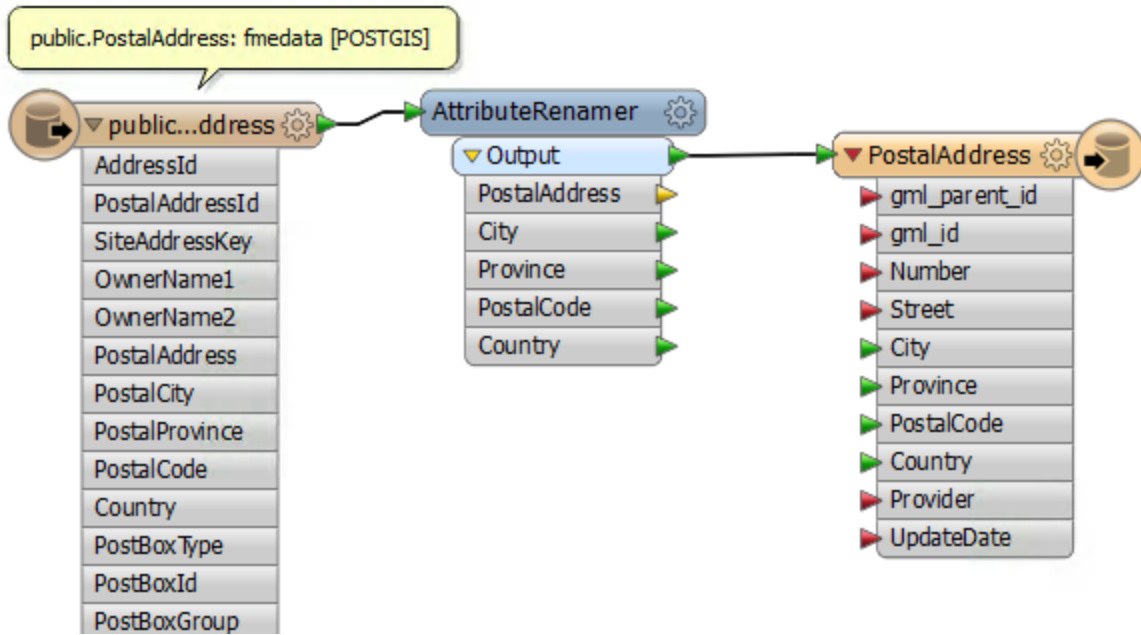 public.PostalAddress: fmedata [POSTGIS]
public...ddress
AddressId
PostalAddressId
SiteAddressKey
OwnerName1
OwnerName2
PostalAddress
PostalCity
PostalProvince
PostalCode
Country
PostBoxType
PostBoxId
PostBoxGroup
AttributeRenamer
Output
PostalAddress
City
Province
PostalCode
Country
PostalAddress
gml_parent_id
gml_id
Number
Street
City
Province
PostalCode
Country
Provider
UpdateDate